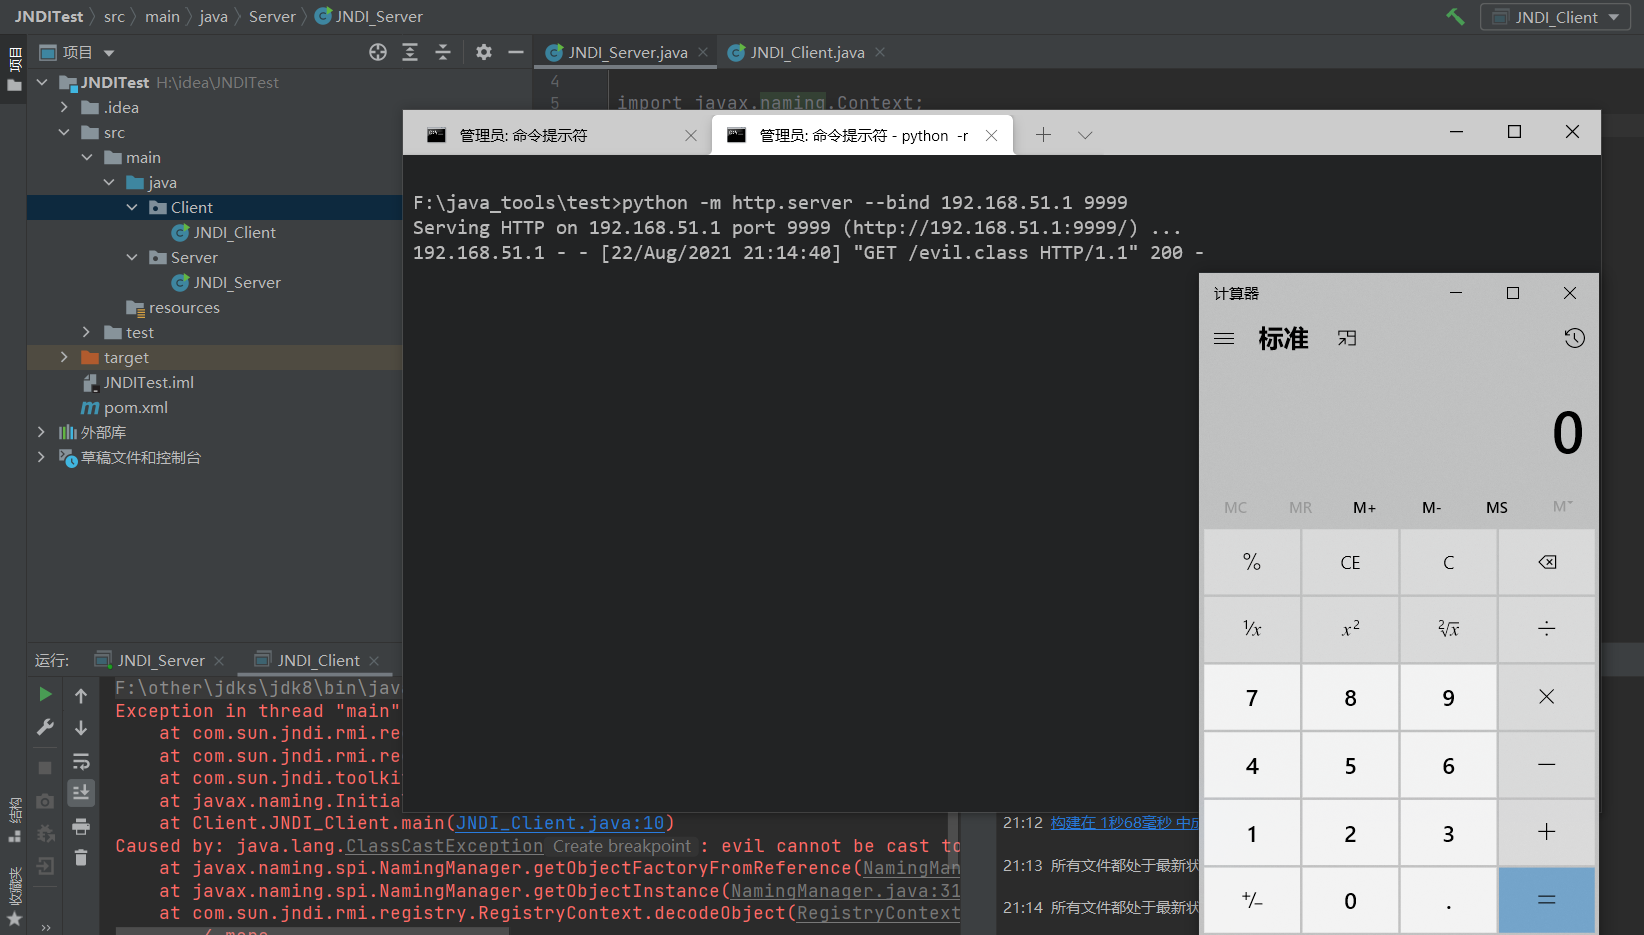 JNDITest src main java Server JNDI_Server
JNDI_Client
项目
项目
JNDI_Server.java
JNDI_Client.java
JNDITest H:\idea\JNDITest
.idea
src
main
java
Client
JNDI_Client
Server
JNDI_Server
resources
test
target
JNDITest.iml
pom.xml
外部库
草稿文件和控制台
4
5
import javax.naming.Context;
管理员: 命令提示符
管理员: 命令提示符 - python -r
F:\java_tools\test>python -m http.server --bind 192.168.51.1 9999
Serving HTTP on 192.168.51.1 port 9999 (http://192.168.51.1:9999/) ...
192.168.51.1 - - [22/Aug/2021 21:14:40] "GET /evil.class HTTP/1.1" 200 -
计算器
标准
0
MC MR M+ M- MS M
% CE C
¹/x x² ²√x ÷
7 8 9 ×
4 5 6 −
1 2 3 +
+/− 0 . =
运行:
JNDI_Server
JNDI_Client
F:\other\jdks\jdk8\bin\jav
Exception in thread "main"
at com.sun.jndi.rmi.re
at com.sun.jndi.rmi.re
at com.sun.jndi.toolki
at javax.naming.Initia
at Client.JNDI_Client.main(JNDI_Client.java:10)
Caused by: java.lang.ClassCastException Create breakpoint : evil cannot be cast to
at javax.naming.spi.NamingManager.getObjectFactoryFromReference(NamingMan
at javax.naming.spi.NamingManager.getObjectInstance(NamingManager.java:31
at com.sun.jndi.rmi.registry.RegistryContext.decodeObject(RegistryContext
21:12 构建在 1秒68毫秒 中成
21:13 所有文件都处于最新状
21:14 所有文件都处于最新状
结构
收藏夹